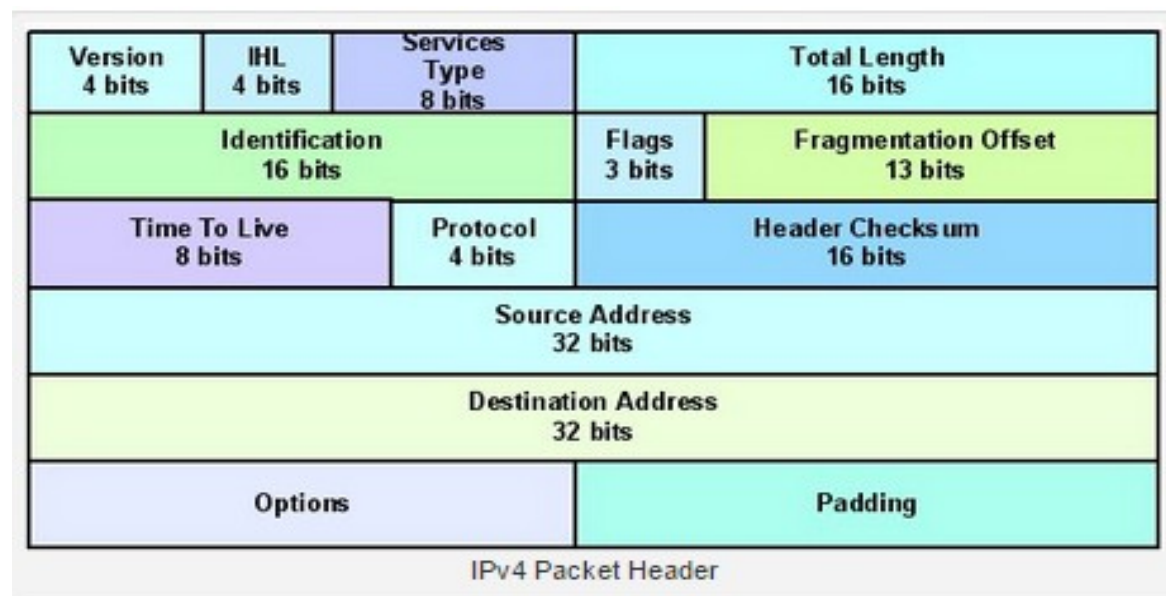 Version
4 bits
IHL
4 bits
Services
Type
8 bits
Total Length
16 bits
Identification
16 bits
Flags
3 bits
Fragmentation Offset
13 bits
Time To Live
8 bits
Protocol
4 bits
Header Checksum
16 bits
Source Address
32 bits
Destination Address
32 bits
Options
Padding
IPv4 Packet Header